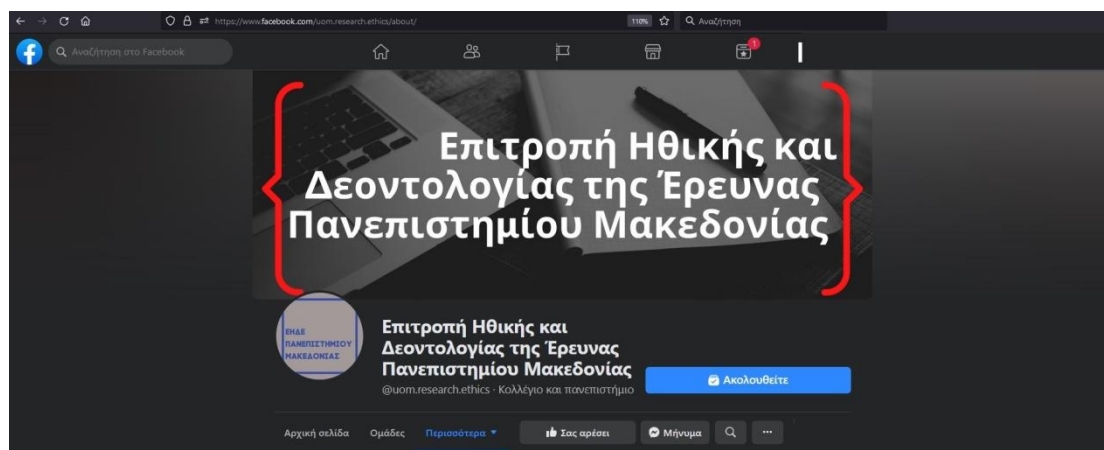 https://www.facebook.com/uom.research.ethics/about/
110%
Αναζήτηση
Αναζήτηση στο Facebook
1
Επιτροπή Ηθικής και
Δεοντολογίας της Έρευνας
Πανεπιστημίου Μακεδονίας
ΕΗΔΕ
ΠΑΝΕΠΙΣΤΗΜΙΟΥ
ΜΑΚΕΔΟΝΙΑΣ
Επιτροπή Ηθικής και
Δεοντολογίας της Έρευνας
Πανεπιστημίου Μακεδονίας
@uom.research.ethics · Κολλέγιο και πανεπιστήμιο
Ακολουθείτε
Αρχική σελίδα Ομάδες Περισσότερα Σας αρέσει Μήνυμα